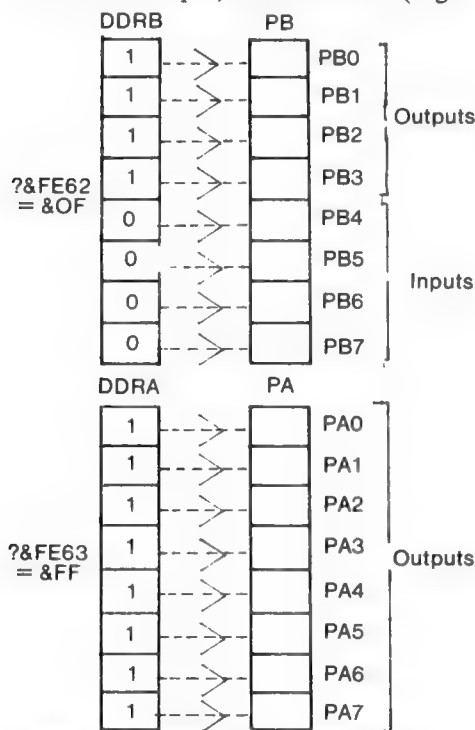 DDRB PB
1 PB0
1 PB1
1 PB2
Outputs
1 PB3
?&FE62
= &OF
0 PB4
0 PB5
0 PB6
Inputs
0 PB7
DDRA PA
1 PA0
1 PA1
1 PA2
1 PA3
?&FE63
= &FF
Outputs
1 PA4
1 PA5
1 PA6
1 PA7